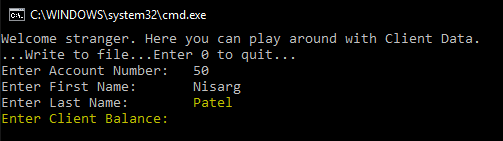 C:\WINDOWS\system32\cmd.exe
Welcome stranger. Here you can play around with Client Data.
...Write to file...Enter 0 to quit...
Enter Account Number:   50
Enter First Name:       Nisarg
Enter Last Name:        Patel
Enter Client Balance: